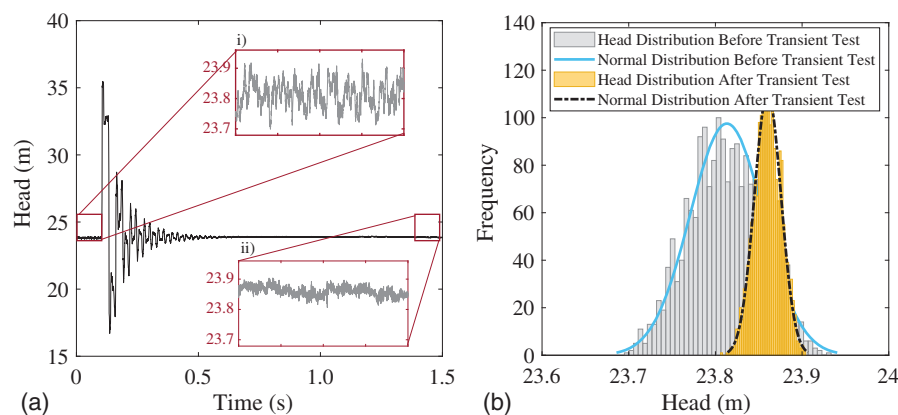 40
35
30
25
20
15
Head (m)
0
0.5
1.0
1.5
Time (s)
(a)
i)
23.9
23.8
23.7
ii)
23.9
23.8
23.7
140
120
100
80
60
40
20
0
Frequency
Head Distribution Before Transient Test
Normal Distribution Before Transient Test
Head Distribution After Transient Test
Normal Distribution After Transient Test
23.6
23.7
23.8
23.9
24
Head (m)
(b)